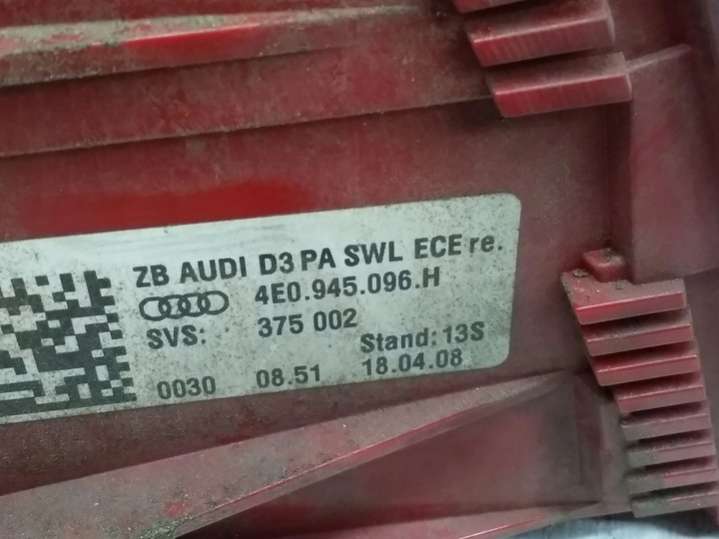 ZB AUDI D3 PA SWL ECE re.
4E0.945.096.H
SVS: 375 002
Stand: 13S
0030 08.51 18.04.08